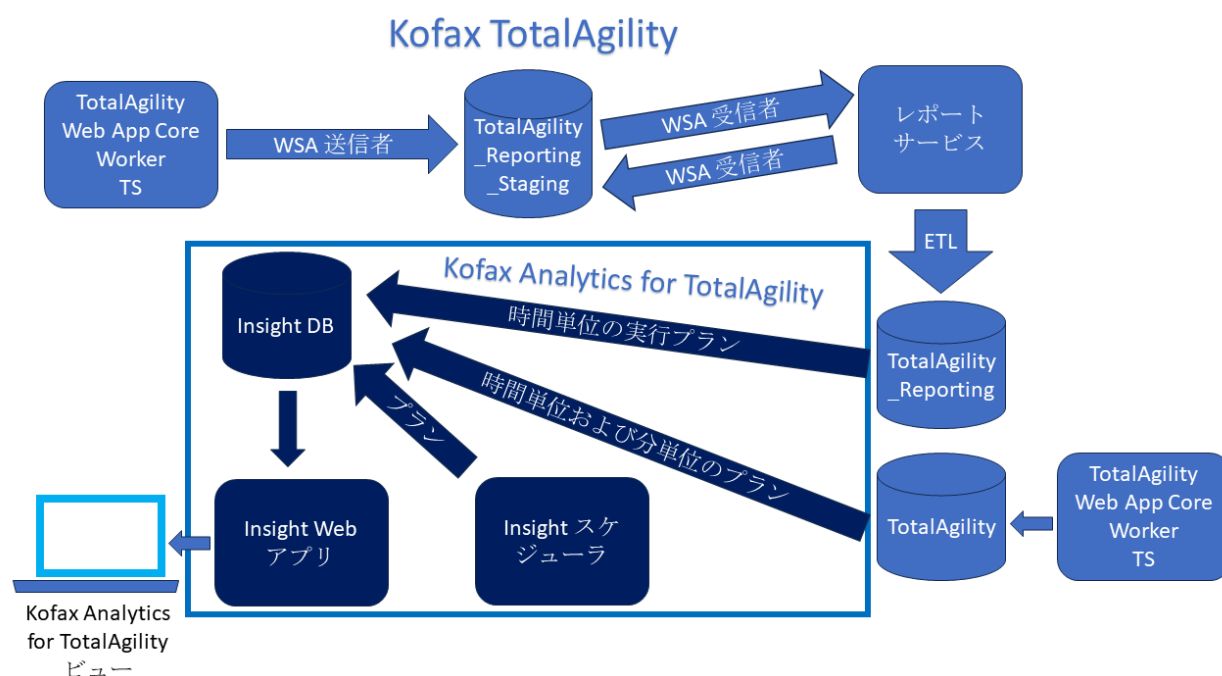 Kofax TotalAgility
TotalAgility
Web App Core
Worker
TS
WSA 送信者
TotalAgility
_Reporting
_Staging
WSA 受信者
WSA 受信者
レポート
サービス
ETL
Kofax Analytics for TotalAgility
Insight DB
時間単位の実行プラン
TotalAgility
_Reporting
プラン
時間単位および分単位のプラン
Insight Web
アプリ
Insight スケ
ジューラ
TotalAgility
TotalAgility
Web App Core
Worker
TS
Kofax Analytics
for TotalAgility
ビュー